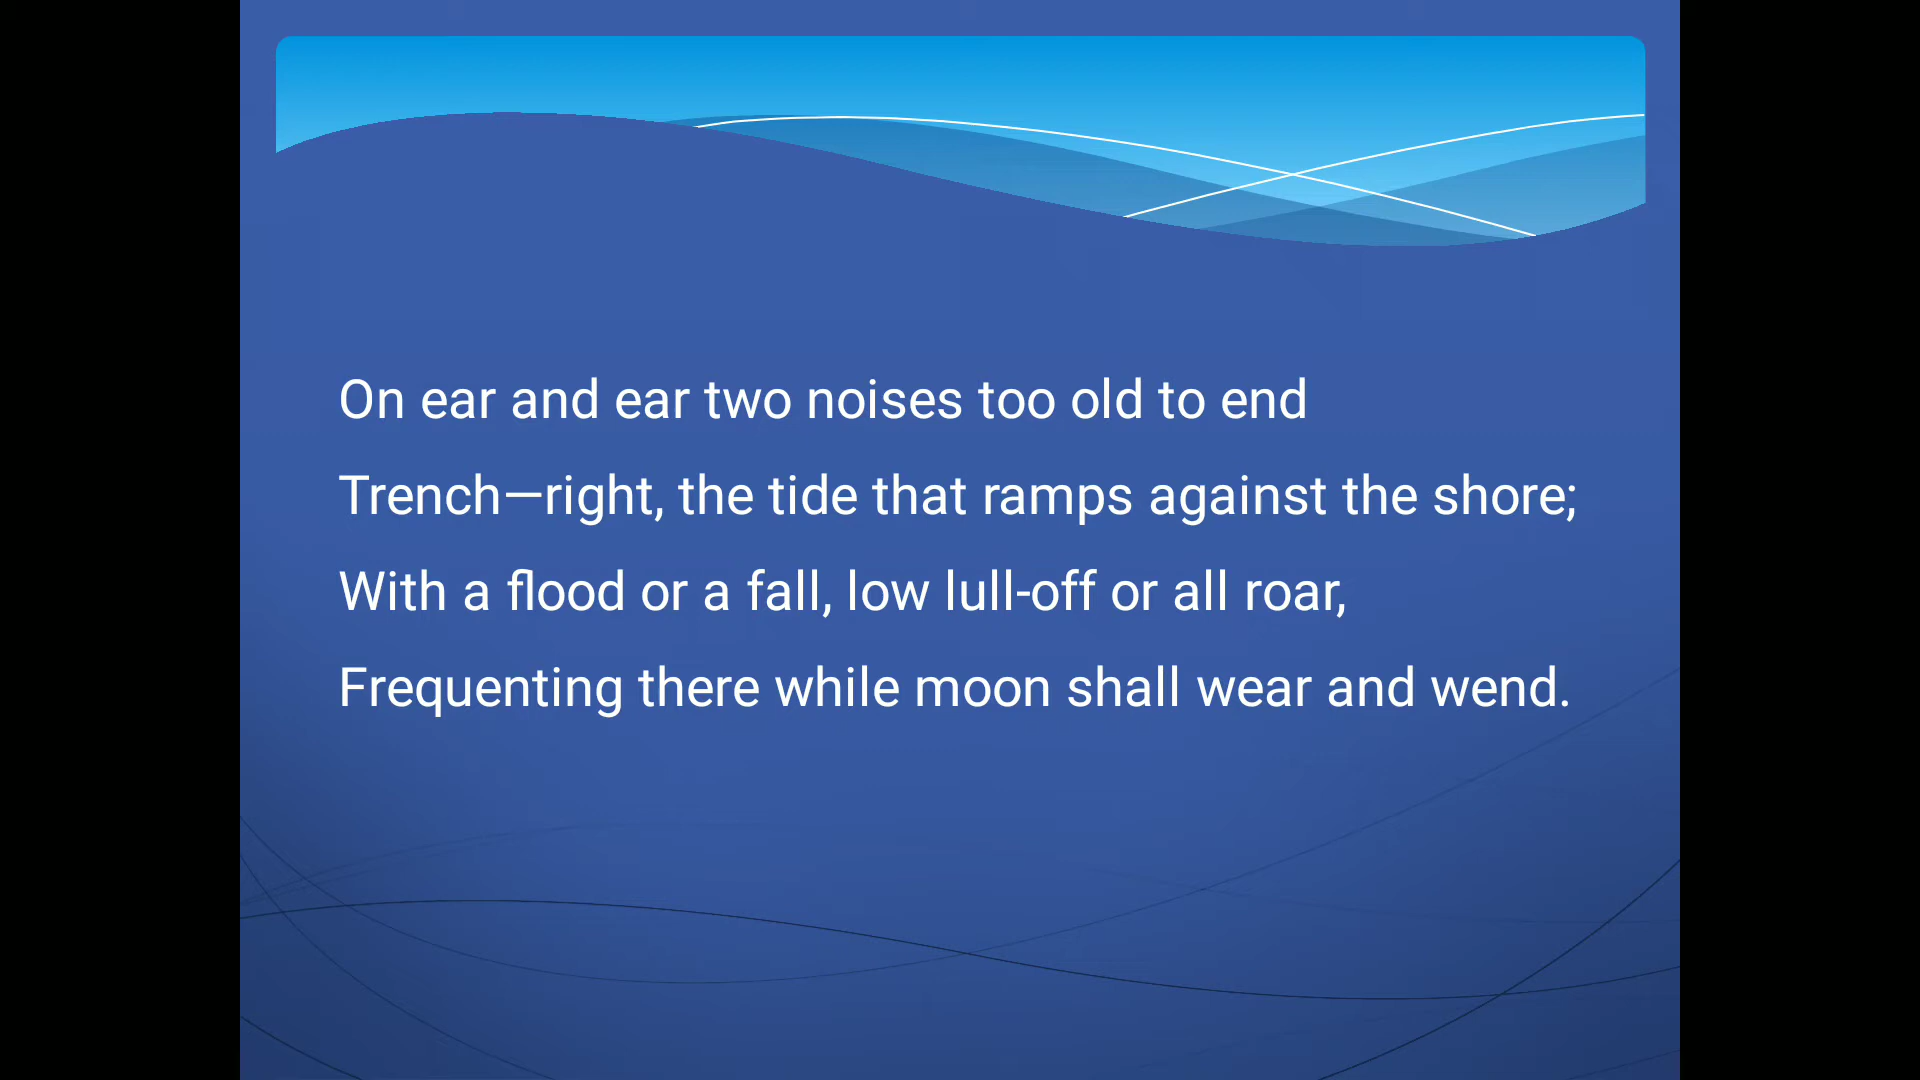 On ear and ear two noises too old to end
Trench—right, the tide that ramps against the shore;
With a flood or a fall, low lull-off or all roar,
Frequenting there while moon shall wear and wend.